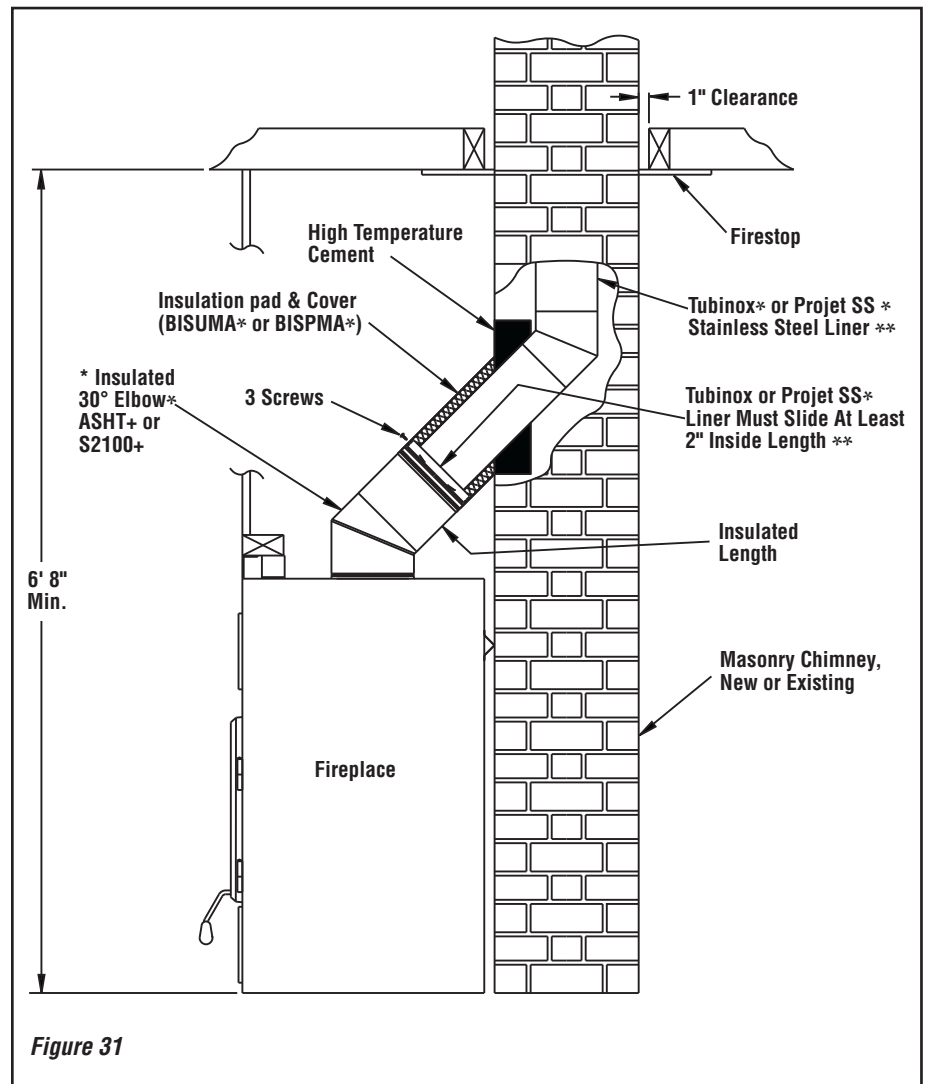 1" Clearance
Firestop
High Temperature
Cement
Insulation pad & Cover
(BISUMA* or BISPMA*)
Tubinox* or Projet SS *
Stainless Steel Liner **
* Insulated
30° Elbow*
ASHT+ or
S2100+
3 Screws
Tubinox or Projet SS*
Liner Must Slide At Least
2" Inside Length **
Insulated
Length
6' 8"
Min.
Masonry Chimney,
New or Existing
Fireplace
Figure 31